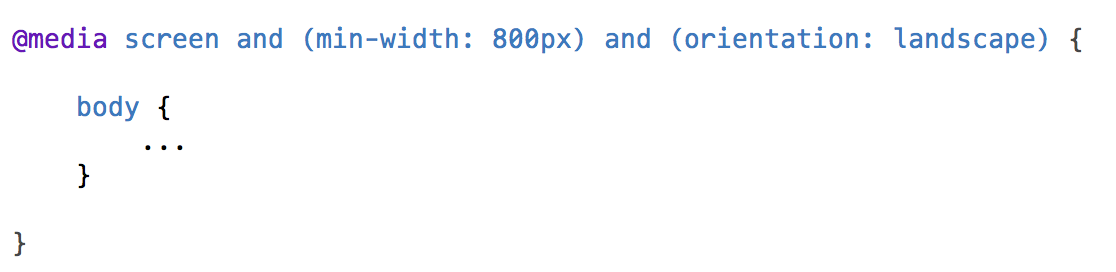 @media screen and (min-width: 800px) and (orientation: landscape) {
body {
...
}
}